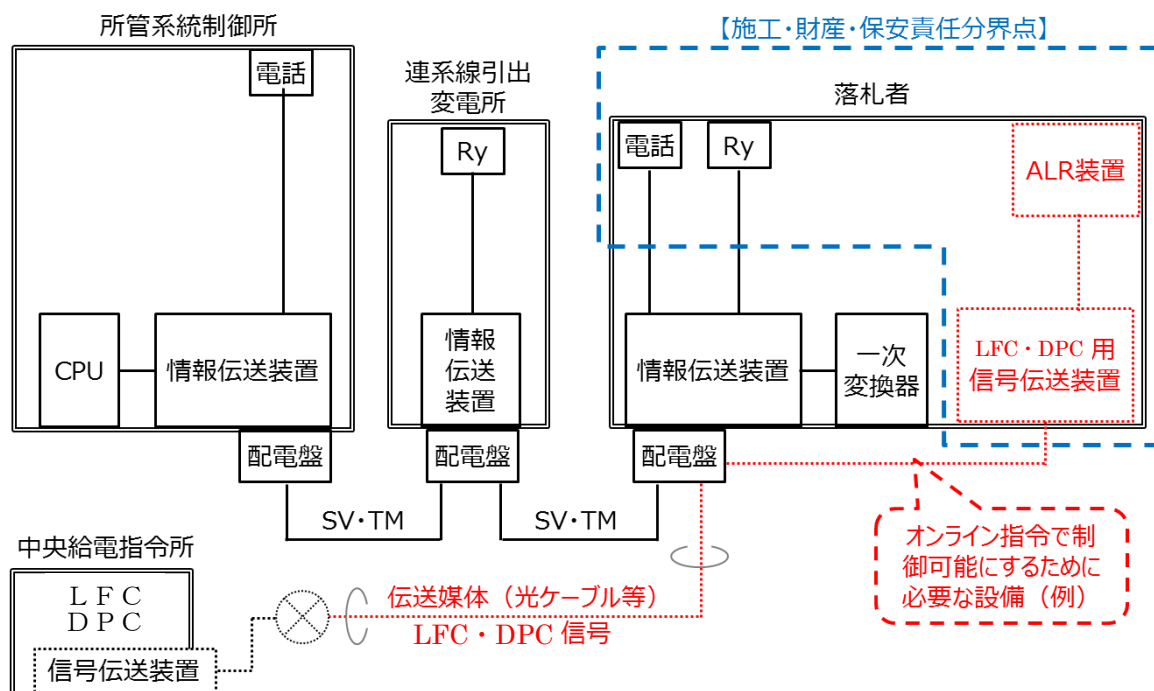 所管系統制御所
電話
CPU
情報伝送装置
配電盤
連系線引出
変電所
Ry
情報
伝送
装置
配電盤
【施工・財産・保安責任分界点】
落札者
電話
Ry
ALR装置
情報伝送装置
一次
変換器
LFC・DPC 用
信号伝送装置
配電盤
SV・TM
SV・TM
オンライン指令で制
御可能にするために
必要な設備（例）
中央給電指令所
ＬＦＣ
ＤＰＣ
信号伝送装置
伝送媒体（光ケーブル等）
LFC・DPC 信号